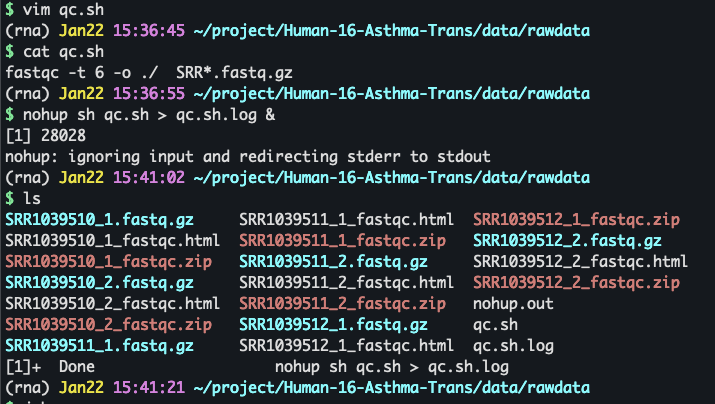 $ vim qc.sh
(rna) Jan22 15:36:45 ~/project/Human-16-Asthma-Trans/data/rawdata
$ cat qc.sh
fastqc -t 6 -o ./  SRR*.fastq.gz
(rna) Jan22 15:36:55 ~/project/Human-16-Asthma-Trans/data/rawdata
$ nohup sh qc.sh > qc.sh.log &
[1] 28028
nohup: ignoring input and redirecting stderr to stdout
(rna) Jan22 15:41:02 ~/project/Human-16-Asthma-Trans/data/rawdata
$ ls
SRR1039510_1.fastq.gz    SRR1039511_1_fastqc.html  SRR1039512_1_fastqc.zip
SRR1039510_1_fastqc.html  SRR1039511_1_fastqc.zip   SRR1039512_2.fastq.gz
SRR1039510_1_fastqc.zip   SRR1039511_2.fastq.gz     SRR1039512_2_fastqc.html
SRR1039510_2.fastq.gz     SRR1039511_2_fastqc.html  SRR1039512_2_fastqc.zip
SRR1039510_2_fastqc.html  SRR1039511_2_fastqc.zip   nohup.out
SRR1039510_2_fastqc.zip   SRR1039512_1.fastq.gz     qc.sh
SRR1039511_1.fastq.gz     SRR1039512_1_fastqc.html  qc.sh.log
[1]+  Done                    nohup sh qc.sh > qc.sh.log
(rna) Jan22 15:41:21 ~/project/Human-16-Asthma-Trans/data/rawdata